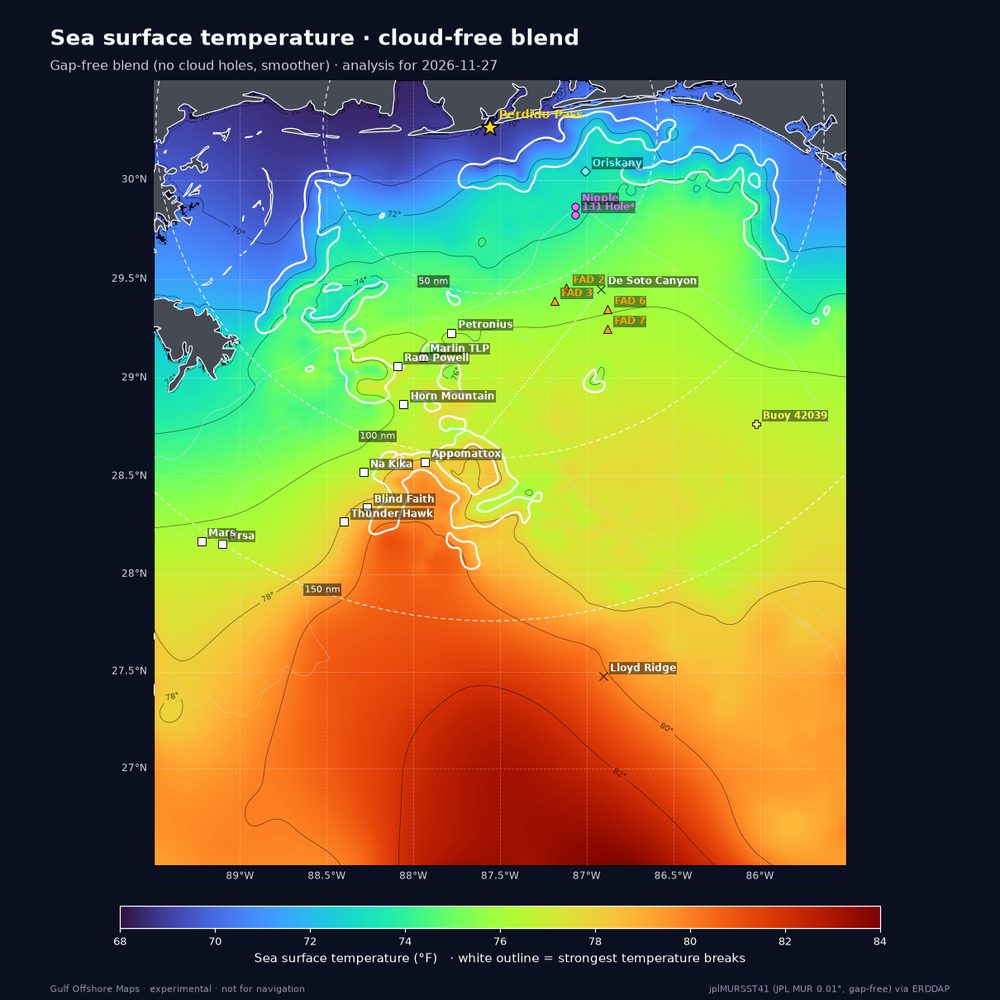 Sea surface temperature · cloud-free blend
Gap-free blend (no cloud holes, smoother) · analysis for 2026-11-27
Perdido Pass
Oriskany
30°N
Nipple
131 Hole*
72°
70°
29.5°N
50 nm
74°
FAD 2
De Soto Canyon
FAD 3
FAD 6
FAD 7
Petronius
Marlin TLP
Ram Powell
29°N
76°
Horn Mountain
Buoy 42039
100 nm
28.5°N
Appomattox
Na Kika
Blind Faith
Thunder Hawk
Mars
28°N
150 nm
78°
27.5°N
Lloyd Ridge
78°
80°
27°N
82°
89°W
88.5°W
88°W
87.5°W
87°W
86.5°W
86°W
68
70
72
74
76
78
80
82
84
Sea surface temperature (°F) · white outline = strongest temperature breaks
Gulf Offshore Maps · experimental · not for navigation
jplMURSST41 (JPL MUR 0.01°, gap-free) via ERDDAP